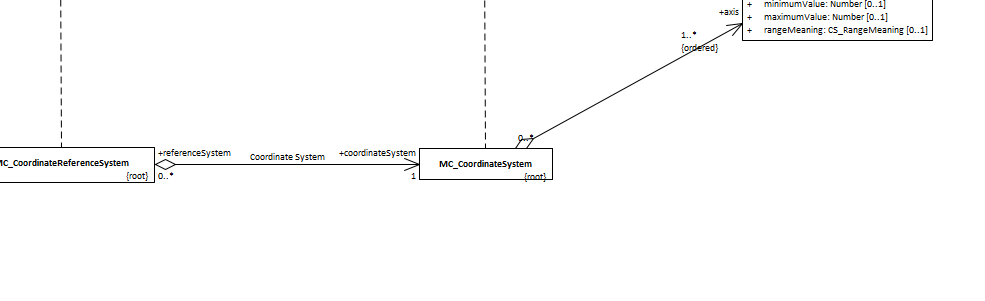 + minimumValue: Number [0..1]
+axis
+ maximumValue: Number [0..1]
+ rangeMeaning: CS_RangeMeaning [0..1]
1..*
{ordered}
0..*
+referenceSystem
Coordinate System
+coordinateSystem
MC_CoordinateReferenceSystem
MC_CoordinateSystem
{root}
0..*
1
{root}